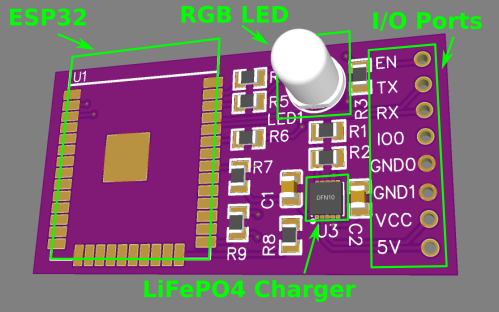 ESP32
RGB LED
I/O Ports
U1
EN
TX
RX
IO0
GND0
GND1
VCC
5V
R5
LED1
R3
R6
R1
R2
R7
C1
DFN10
U3
C2
R9
R8
LiFePO4 Charger